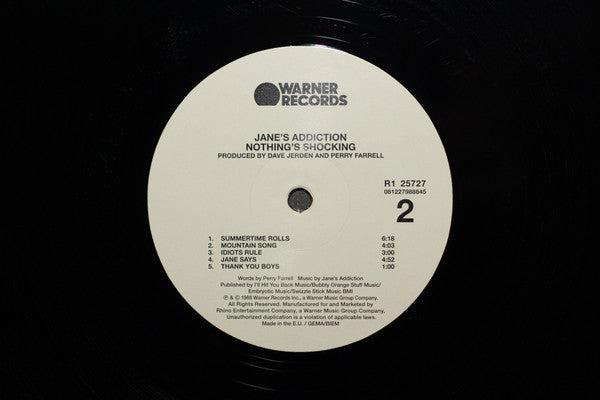 WARNER
RECORDS
JANE'S ADDICTION
NOTHING'S SHOCKING
PRODUCED BY DAVE JERDEN AND PERRY FARRELL
R1 25727
081227988845
2
1. SUMMERTIME ROLLS 6:18
2. MOUNTAIN SONG 4:03
3. IDIOTS RULE 3:00
4. JANE SAYS 4:52
5. THANK YOU BOYS 1:00
Words by Perry Farrell Music by Jane's Addiction
Published by I'll Hit You Back Music/Bubbly Orange Stuff Music/
Embryotic Music/Swizzle Stick Music BMI
℗ & © 1988 Warner Records Inc., a Warner Music Group Company.
All Rights Reserved. Manufactured for and Marketed by
Rhino Entertainment Company, a Warner Music Group Company.
Unauthorized duplication is a violation of applicable laws.
Made in the E.U. / GEMA/BIEM